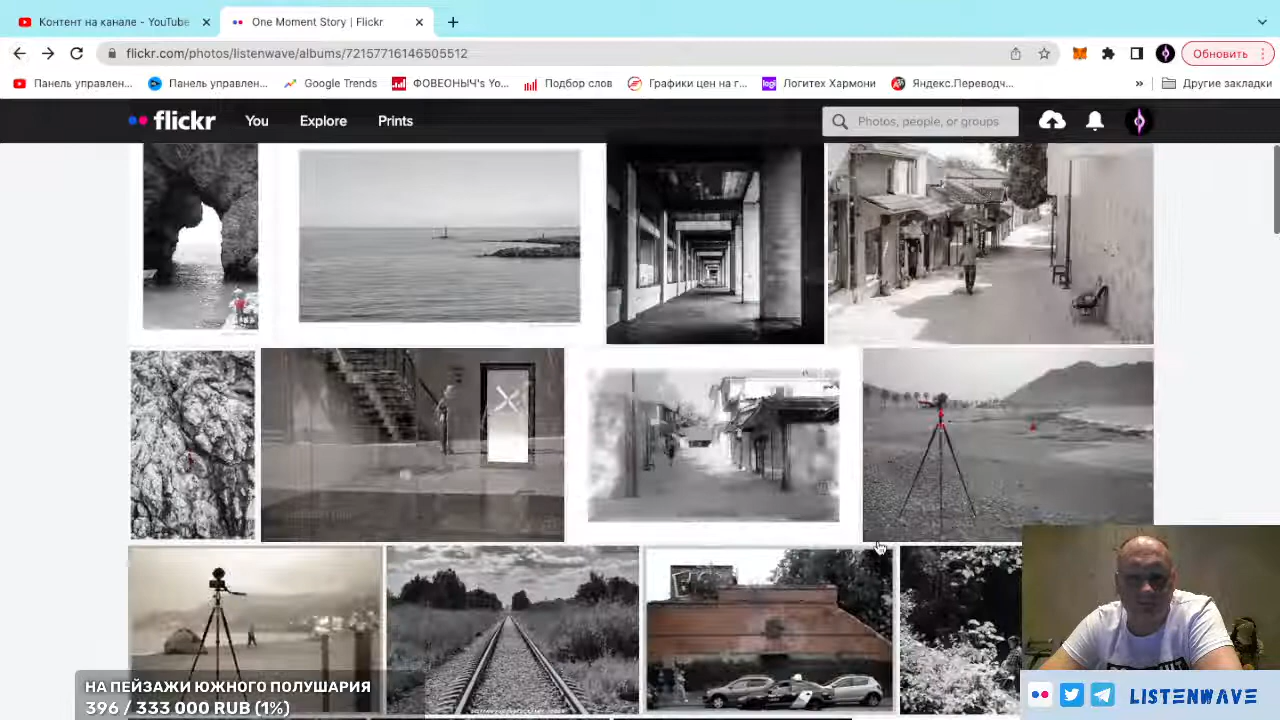 Контент на канале - YouTube
One Moment Story | Flickr
flickr.com/photos/listenwave/albums/72157716146505512
Обновить
Панель управлен...
Панель управлен...
Google Trends
ФОВЕОНЫЧ's Yo...
Подбор слов
Графики цен на г...
Логитех Хармони
Яндекс.Переводч...
»
Другие закладки
flickr
You
Explore
Prints
Photos, people, or groups
НА ПЕЙЗАЖИ ЮЖНОГО ПОЛУШАРИЯ
396 / 333 000 RUB (1%)
LISTENWAVE